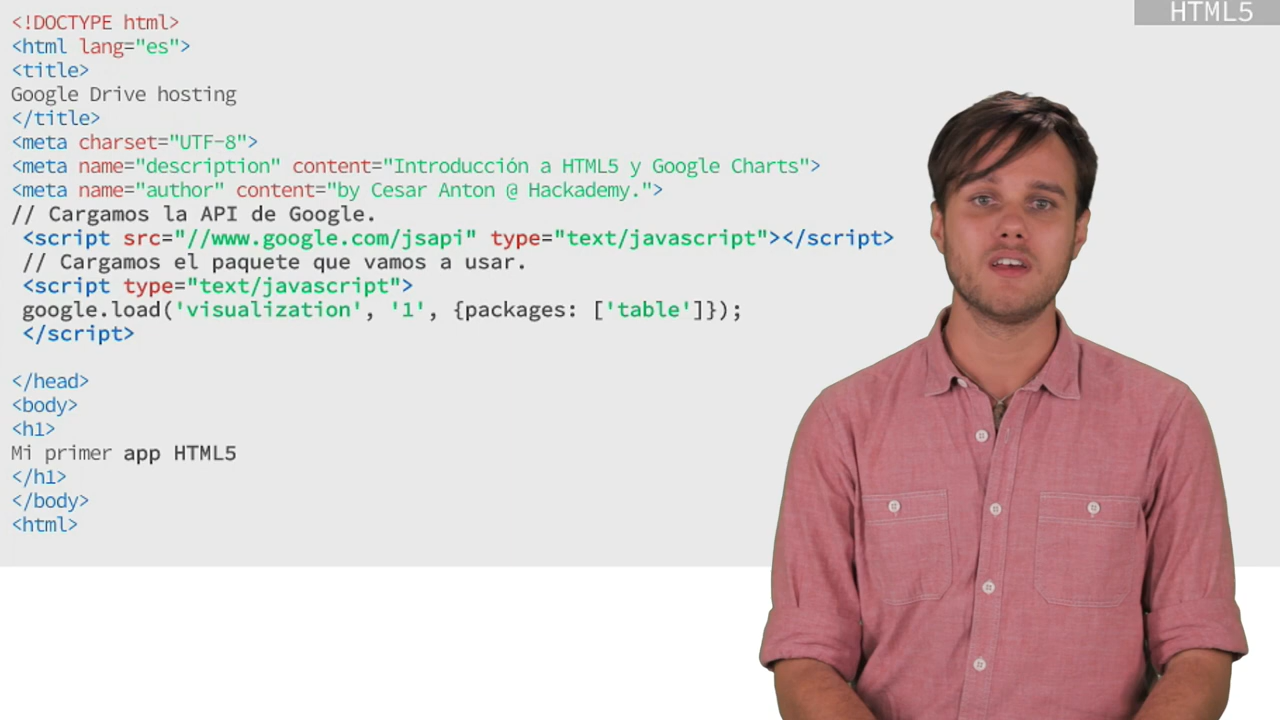 HTML5
<!DOCTYPE html>
<html lang="es">
<title>
Google Drive hosting
</title>
<meta charset="UTF-8">
<meta name="description" content="Introducción a HTML5 y Google Charts">
<meta name="author" content="by Cesar Anton @ Hackademy.">
// Cargamos la API de Google.
<script src="//www.google.com/jsapi" type="text/javascript"></script>
// Cargamos el paquete que vamos a usar.
<script type="text/javascript">
google.load('visualization', '1', {packages: ['table']});
</script>
</head>
<body>
<h1>
Mi primer app HTML5
</h1>
</body>
<html>